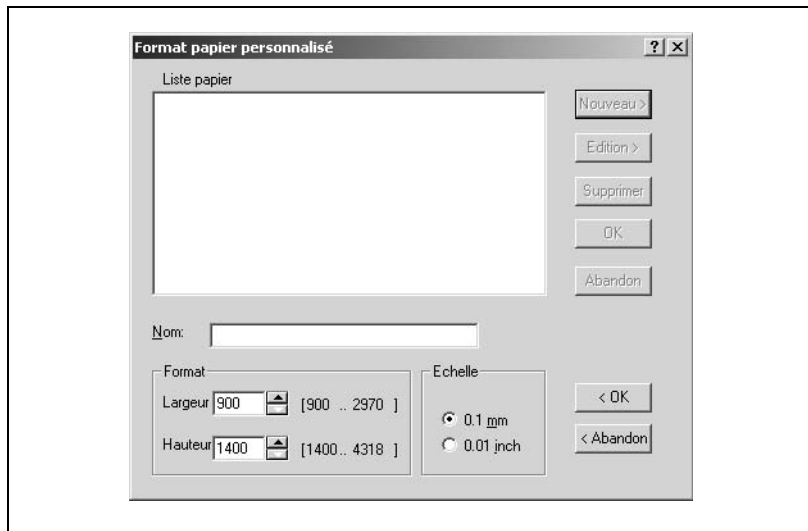 Format papier personnalisé
Liste papier
Nouveau >
Edition >
Supprimer
OK
Abandon
Nom:
Format
Largeur 900 [900 .. 2970 ]
Hauteur 1400 [1400.. 4318 ]
Echelle
0.1 mm
0.01 inch
< OK
< Abandon